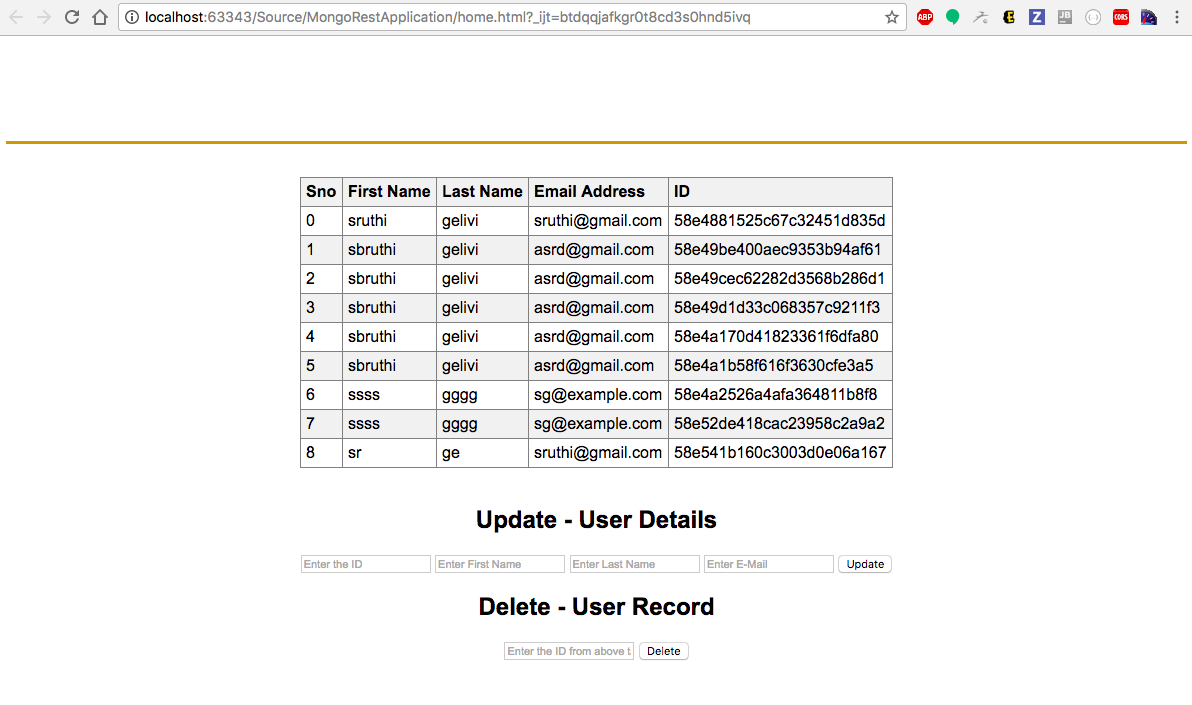 localhost:63343/Source/MongoRestApplication/home.html?_ijt=btdqqjafkgr0t8cd3s0hnd5ivq ABP E Z JB CORS
Sno First Name Last Name Email Address ID
0 sruthi gelivi sruthi@gmail.com 58e4881525c67c32451d835d
1 sbruthi gelivi asrd@gmail.com 58e49be400aec9353b94af61
2 sbruthi gelivi asrd@gmail.com 58e49cec62282d3568b286d1
3 sbruthi gelivi asrd@gmail.com 58e49d1d33c068357c9211f3
4 sbruthi gelivi asrd@gmail.com 58e4a170d41823361f6dfa80
5 sbruthi gelivi asrd@gmail.com 58e4a1b58f616f3630cfe3a5
6 ssss gggg sg@example.com 58e4a2526a4afa364811b8f8
7 ssss gggg sg@example.com 58e52de418cac23958c2a9a2
8 sr ge sruthi@gmail.com 58e541b160c3003d0e06a167
Update - User Details
Enter the ID Enter First Name Enter Last Name Enter E-Mail Update
Delete - User Record
Enter the ID from above t Delete